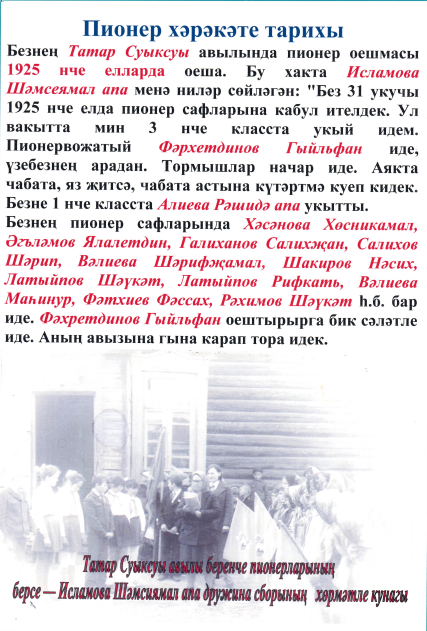 Пионер хәрәкәте тарихы
Безнең Татар Суыксуы авылында пионер оешмасы
1925 нче елларда оеша. Бу хакта Исламова
Шәмсеямал апа менә ниләр сөйләгән: "Без 31 укучы
1925 нче елда пионер сафларына кабул ителдек. Ул
вакытта мин 3 нче класста укый идем.
Пионервожатый Фәрхетдинов Гыйльфан иде,
үзебезнең арадан. Тормышлар начар иде. Аякта
чабата, яз җитсә, чабата астына күтәртмә куеп кидек.
Безне 1 нче класста Алиева Рәшидә апа укытты.
Безнең пионер сафларында Хәсәнова Хөсникамал,
Әгъләмов Ялалетдин, Галиханов Салихҗан, Салихов
Шәрип, Вәлиева Шәрифҗамал, Шакиров Нәсих,
Латыйпов Шәүкәт, Латыйпов Рифкать, Вәлиева
Маһинур, Фәтхиев Фәссах, Рәхимов Шәүкәт һ.б. бар
иде. Фәхретдинов Гыйльфан оештырырга бик сәләтле
иде. Аның авызына гына карап тора идек.
Татар Суыксуы авылы беренче пионерларының
берсе — Исламова Шәмсиямал апа дружина сборының хөрмәтле кунагы